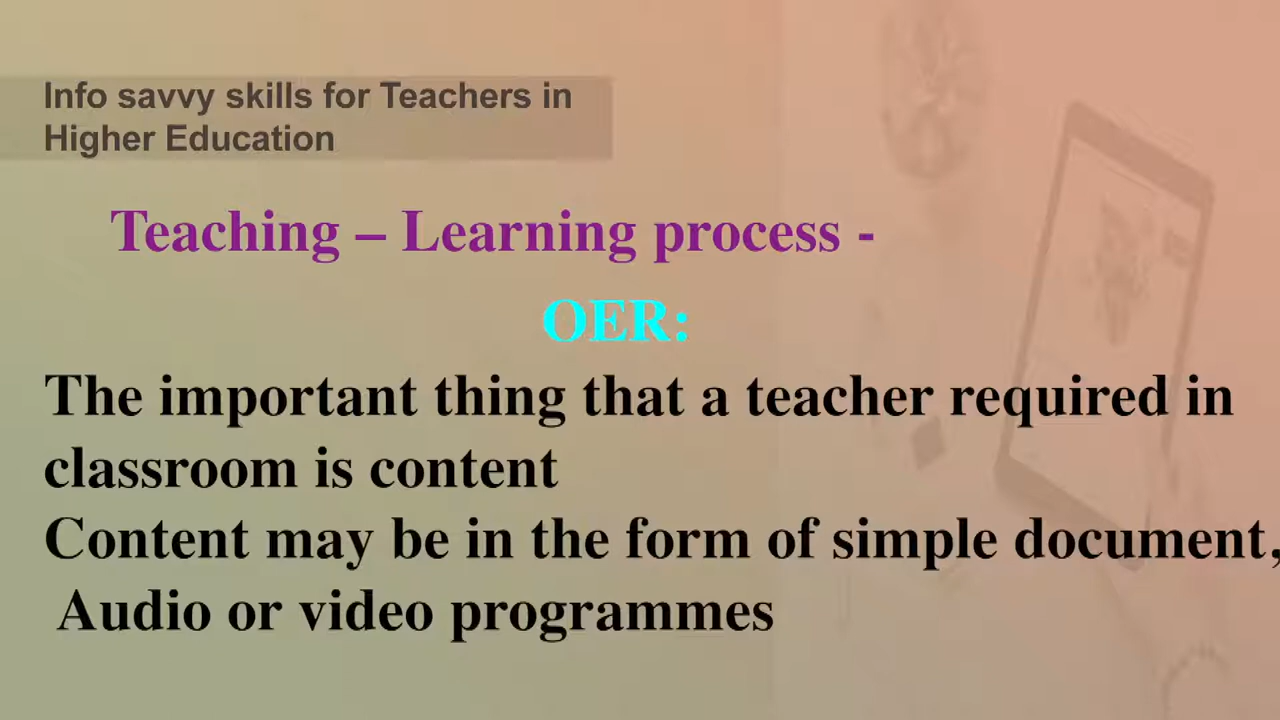 Info savvy skills for Teachers in
Higher Education
Teaching – Learning process -
OER:
The important thing that a teacher required in
classroom is content
Content may be in the form of simple document,
Audio or video programmes